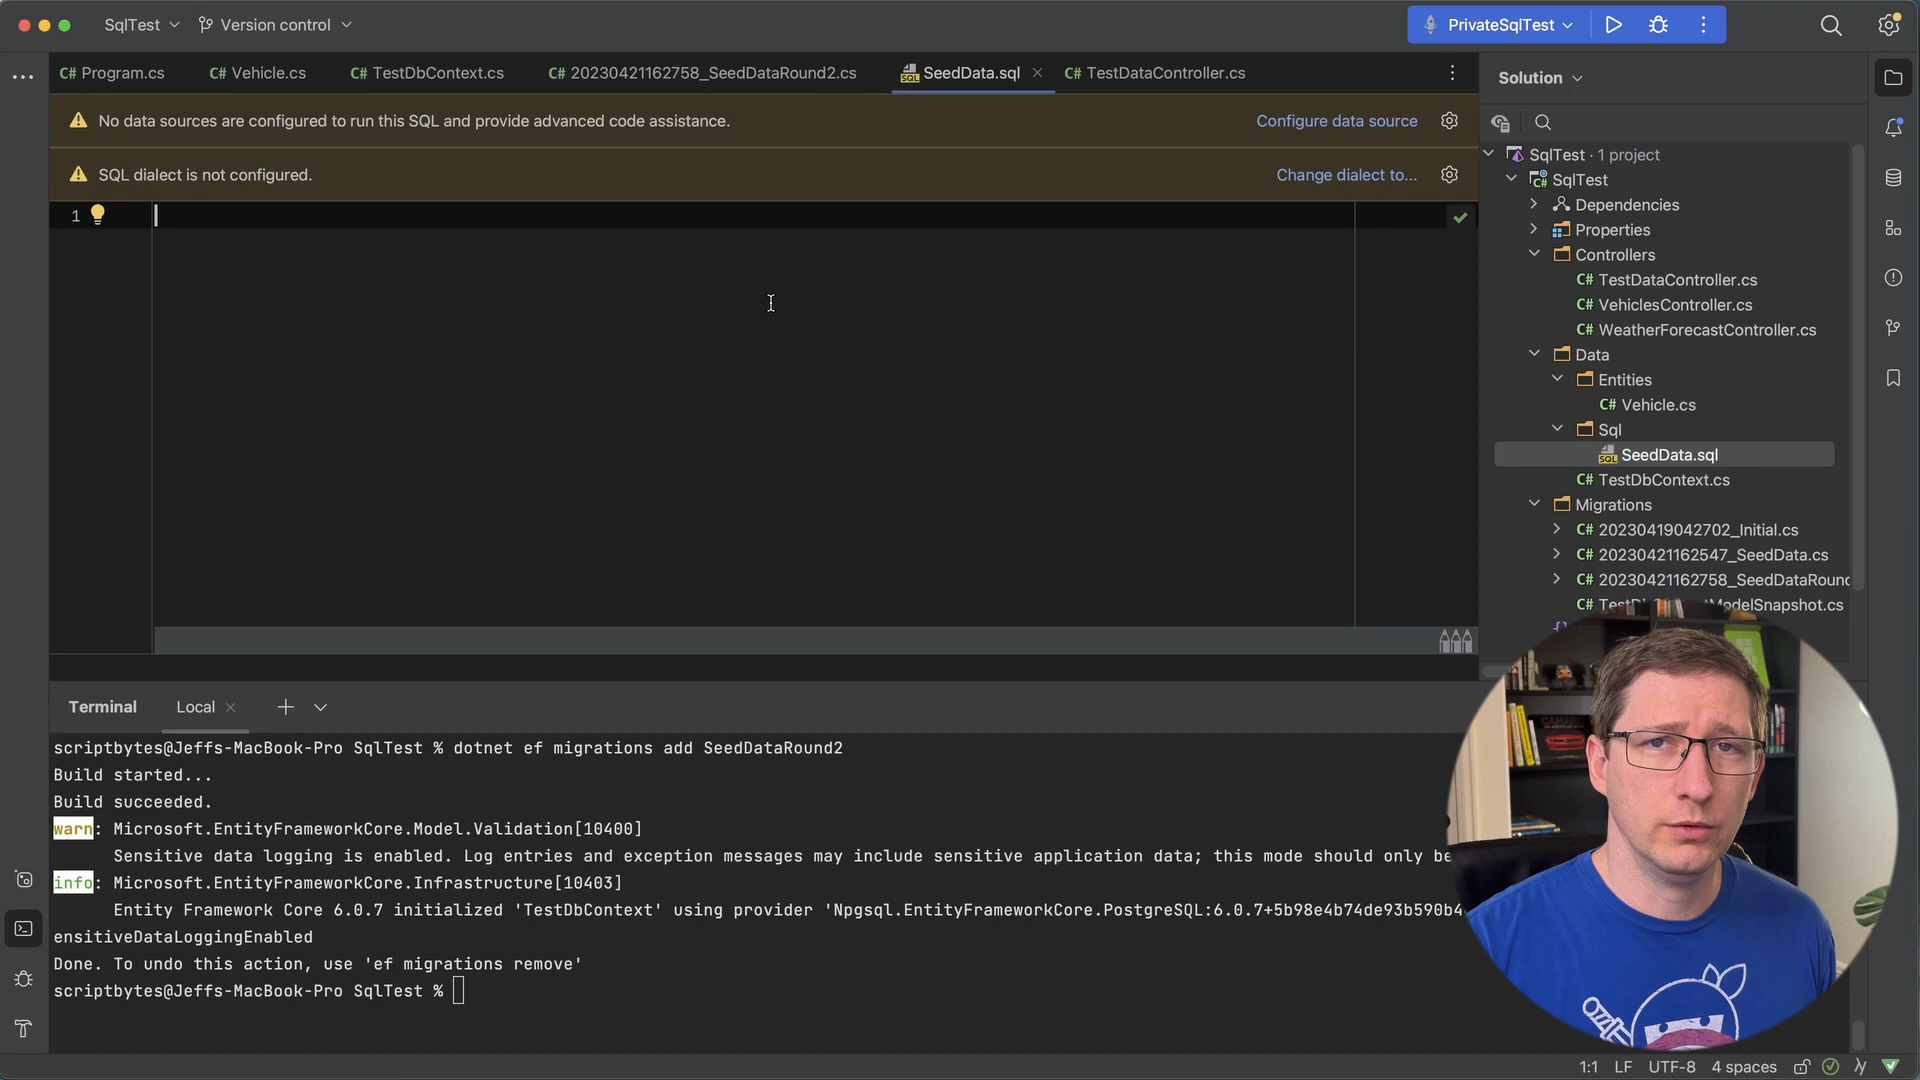 SqlTest
Version control
PrivateSqlTest
C# Program.cs
C# Vehicle.cs
C# TestDbContext.cs
C# 20230421162758_SeedDataRound2.cs
SQL SeedData.sql
C# TestDataController.cs
No data sources are configured to run this SQL and provide advanced code assistance.
Configure data source
SQL dialect is not configured.
Change dialect to...
1
Solution
SqlTest · 1 project
C# SqlTest
Dependencies
Properties
Controllers
C# TestDataController.cs
C# VehiclesController.cs
C# WeatherForecastController.cs
Data
Entities
C# Vehicle.cs
Sql
SQL SeedData.sql
C# TestDbContext.cs
Migrations
C# 20230419042702_Initial.cs
C# 20230421162547_SeedData.cs
C# 20230421162758_SeedDataRound
C# ModelSnapshot.cs
{}
CAMARO
Terminal
Local
scriptbytes@Jeffs-MacBook-Pro SqlTest % dotnet ef migrations add SeedDataRound2
Build started...
Build succeeded.
warn: Microsoft.EntityFrameworkCore.Model.Validation[10400]
Sensitive data logging is enabled. Log entries and exception messages may include sensitive application data; this mode should only be
info: Microsoft.EntityFrameworkCore.Infrastructure[10403]
Entity Framework Core 6.0.7 initialized 'TestDbContext' using provider 'Npgsql.EntityFrameworkCore.PostgreSQL:6.0.7+5b98e4b74de93b590b4
ensitiveDataLoggingEnabled
Done. To undo this action, use 'ef migrations remove'
scriptbytes@Jeffs-MacBook-Pro SqlTest %
1:1 LF UTF-8 4 spaces